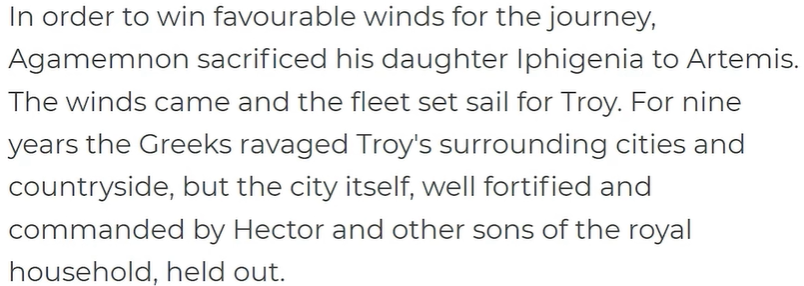 In order to win favourable winds for the journey,
Agamemnon sacrificed his daughter Iphigenia to Artemis.
The winds came and the fleet set sail for Troy. For nine
years the Greeks ravaged Troy's surrounding cities and
countryside, but the city itself, well fortified and
commanded by Hector and other sons of the royal
household, held out.